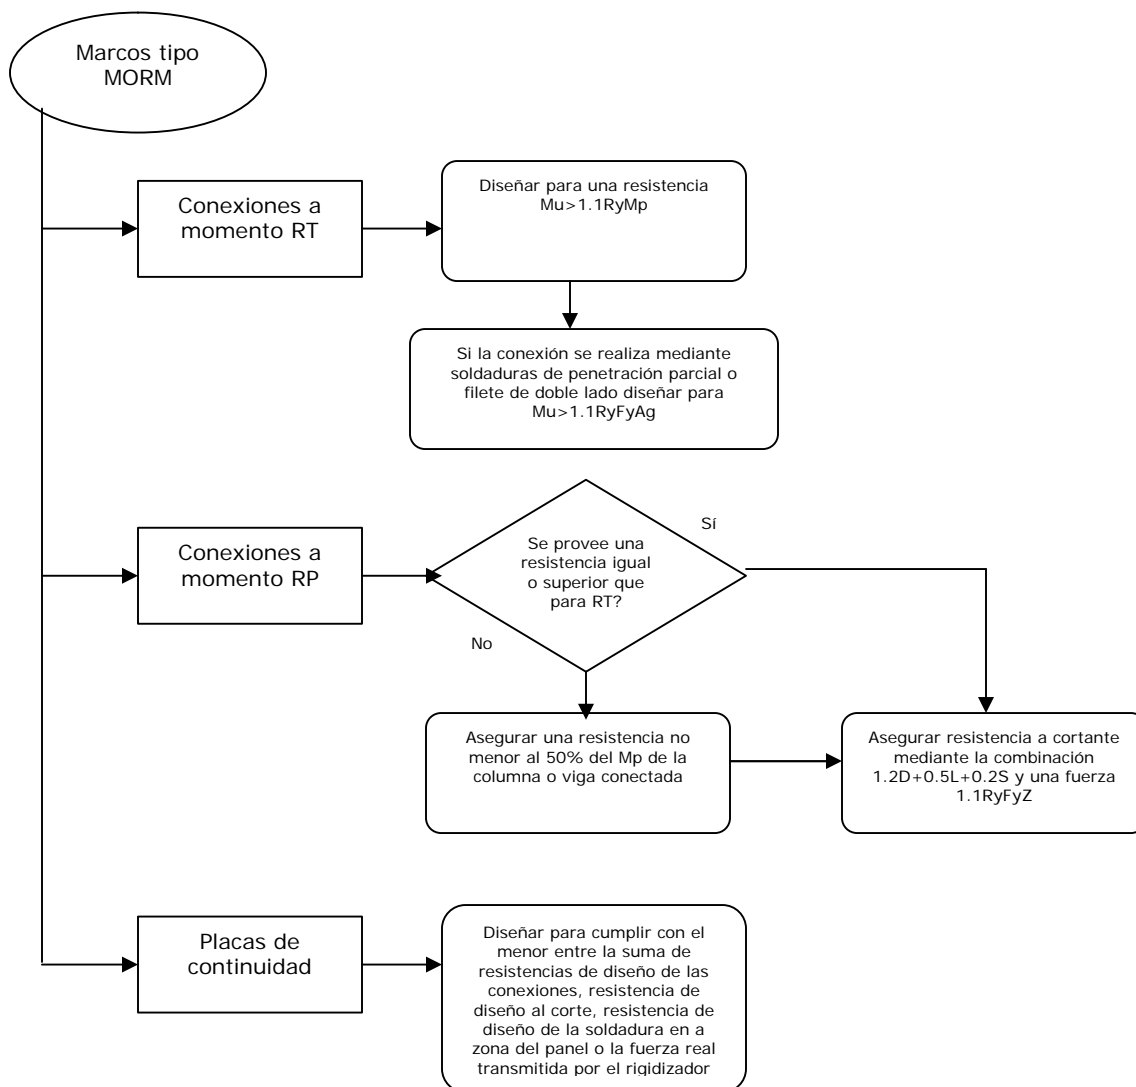 Marcos tipo
MORM
Conexiones a
momento RT
Diseñar para una resistencia
Mu>1.1RyMp
Si la conexión se realiza mediante
soldaduras de penetración parcial o
filete de doble lado diseñar para
Mu>1.1RyFyAg
Conexiones a
momento RP
Se provee una
resistencia igual
o superior que
para RT?
Sí
No
Asegurar una resistencia no
menor al 50% del Mp de la
columna o viga conectada
Asegurar resistencia a cortante
mediante la combinación
1.2D+0.5L+0.2S y una fuerza
1.1RyFyZ
Placas de
continuidad
Diseñar para cumplir con el
menor entre la suma de
resistencias de diseño de las
conexiones, resistencia de
diseño al corte, resistencia de
diseño de la soldadura en a
zona del panel o la fuerza real
transmitida por el rigidizador